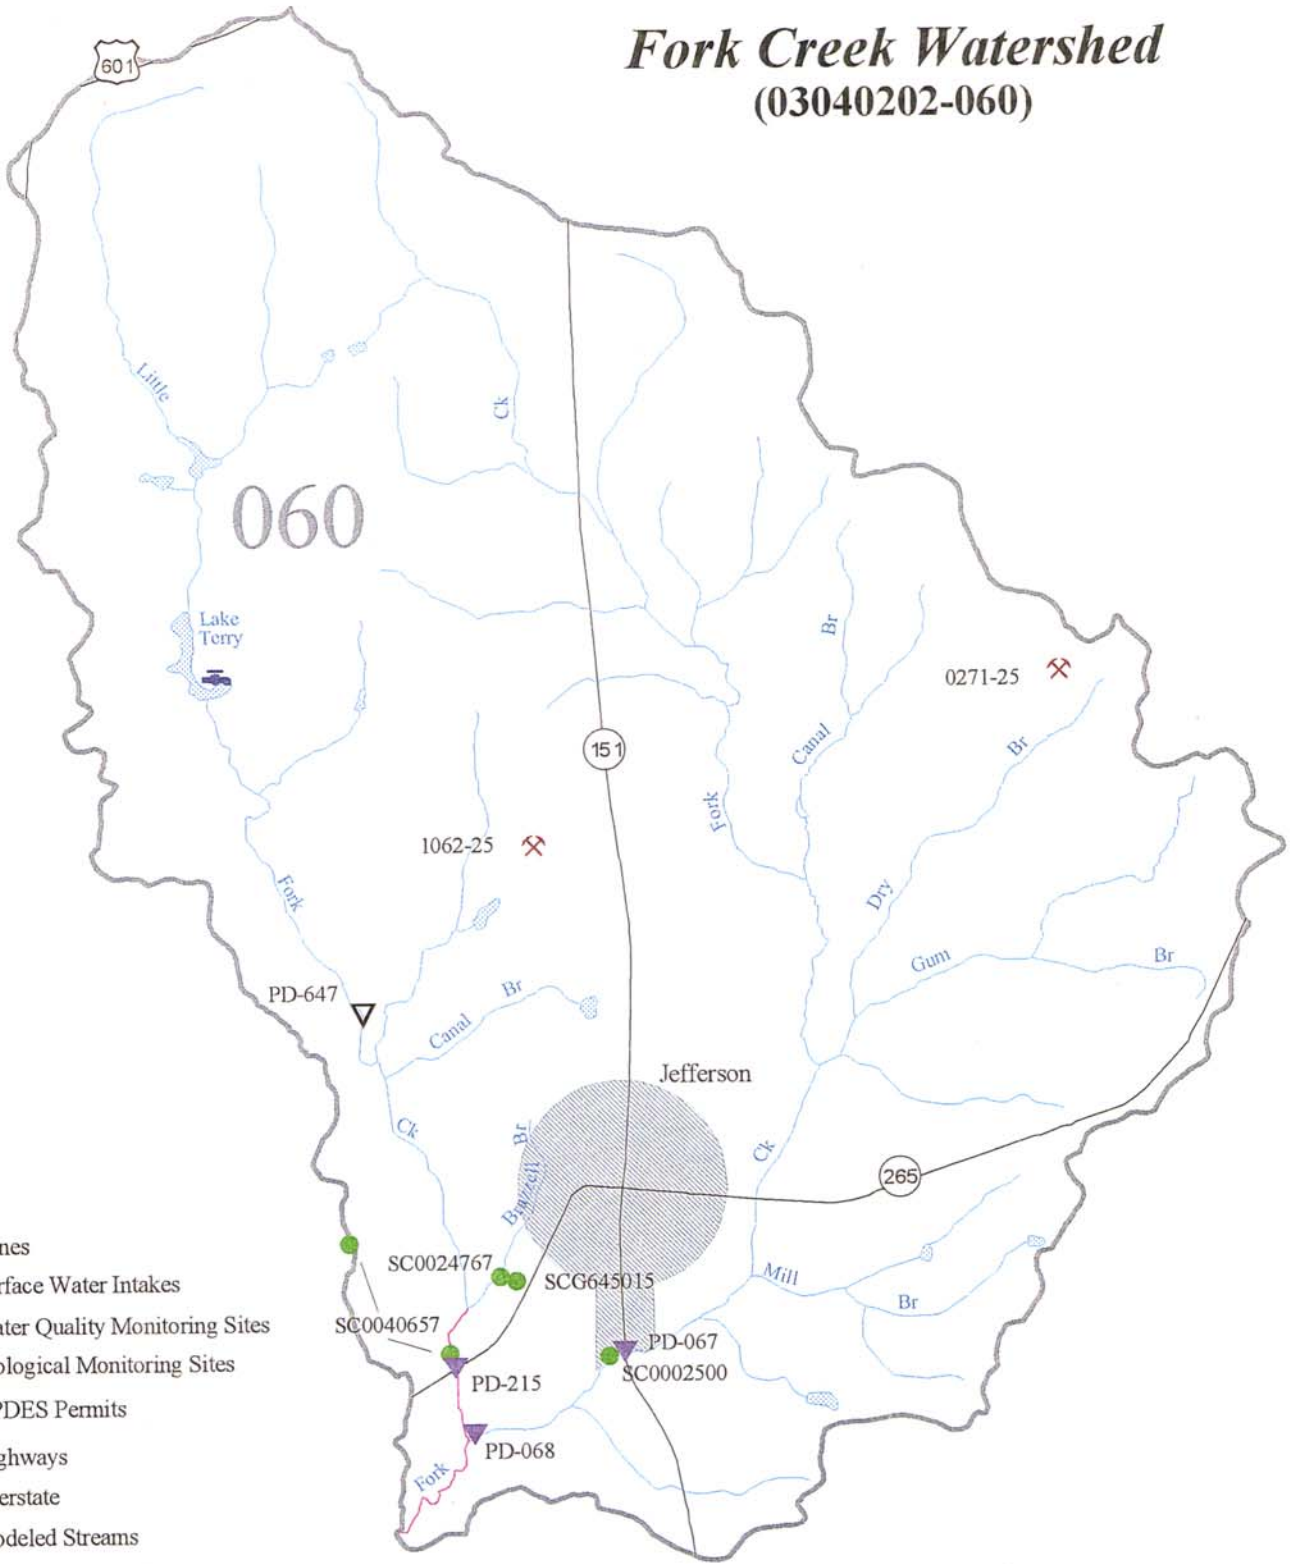 Fork Creek Watershed
(03040202-060)
601
Little
Ck
060
Lake
Terry
Br
0271-25
151
Canal
Br
Fork
1062-25
Fork
Dry
Gum
Br
PD-647
Br
Canal
Jefferson
Ck
Br
Brazzell
Ck
265
SC0024767
SCG645015
Mill
Br
SC0040657
PD-067
SC0002500
PD-215
PD-068
Fork
nes
rface Water Intakes
ater Quality Monitoring Sites
ological Monitoring Sites
PDES Permits
ghways
erstate
odeled Streams